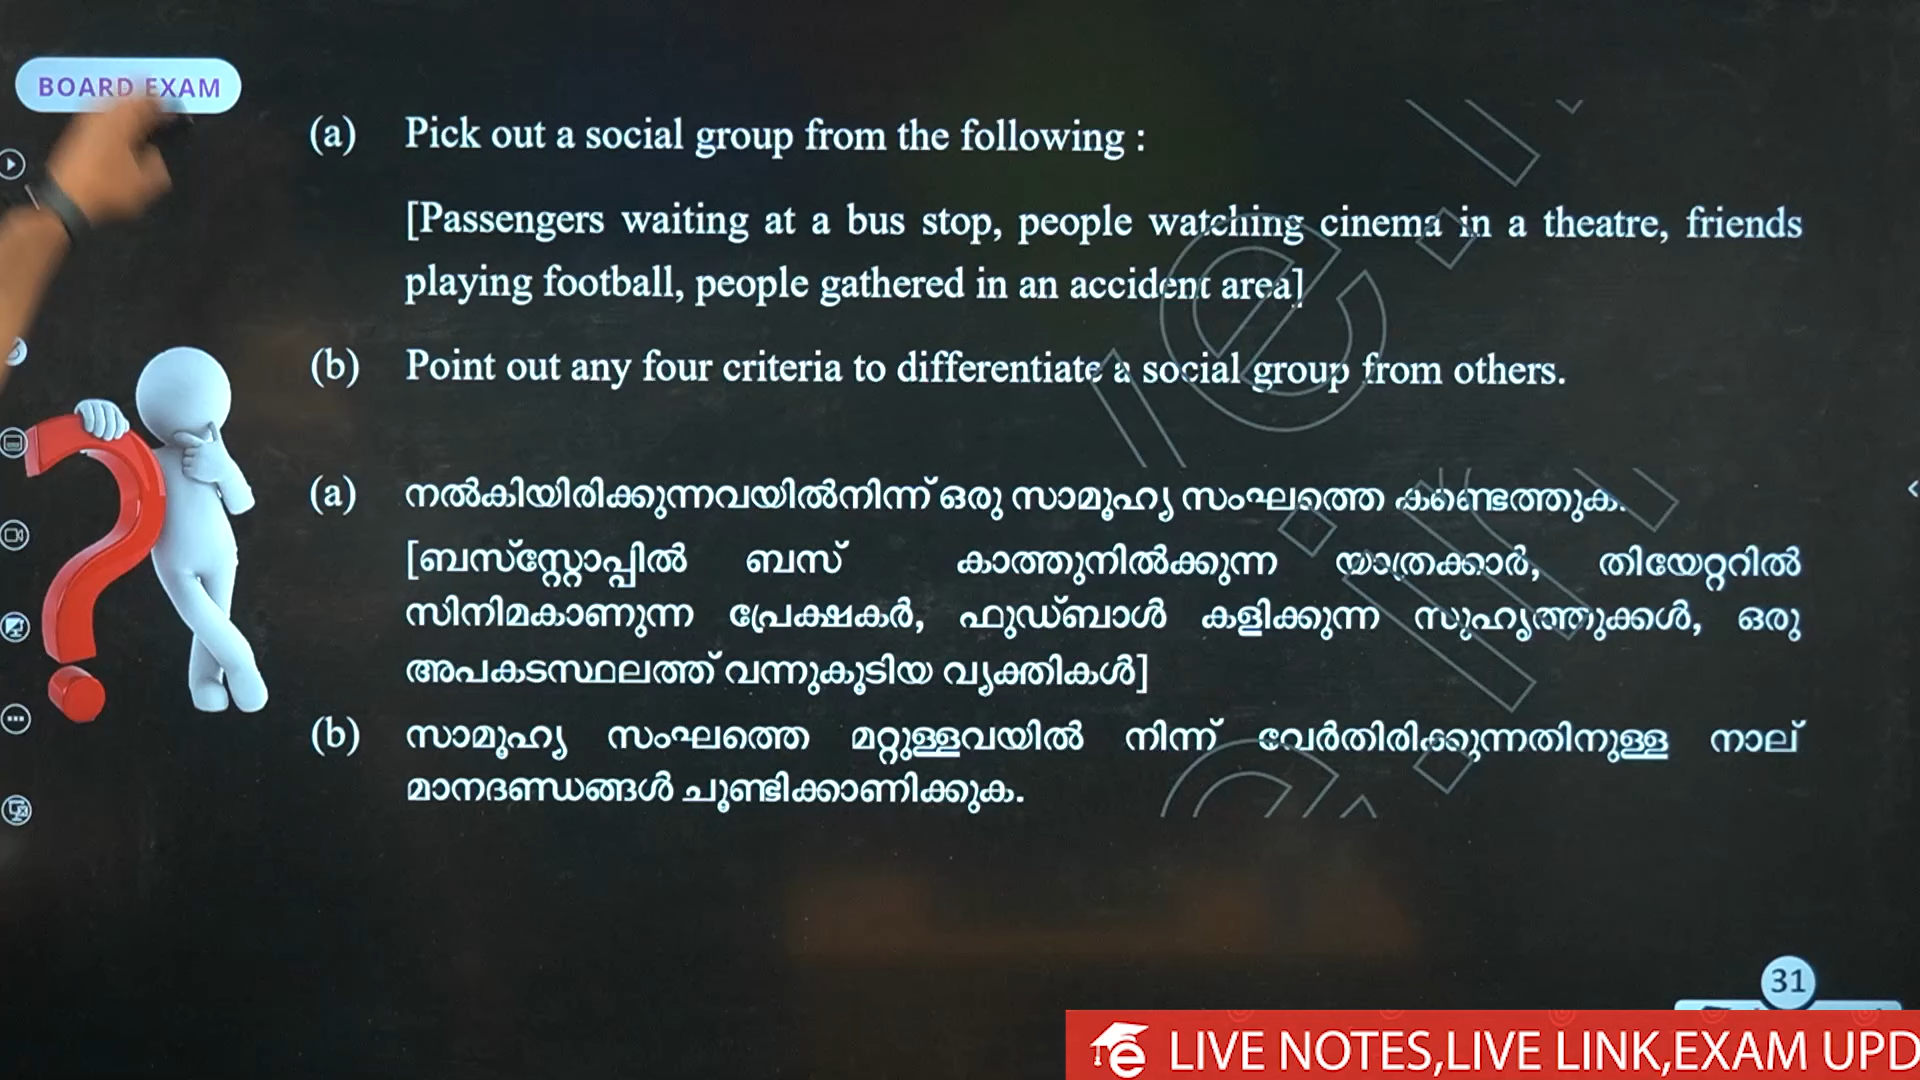 BOARD EXAM
(a) Pick out a social group from the following :
[Passengers waiting at a bus stop, people watching cinema in a theatre, friends
playing football, people gathered in an accident area]
(b) Point out any four criteria to differentiate a social group from others.
(a) നൽകിയിരിക്കുന്നവയിൽനിന്ന് ഒരു സാമൂഹ്യ സംഘത്തെ കണ്ടെത്തുക.
[ബസ്സ്റ്റോപ്പിൽ ബസ് കാത്തുനിൽക്കുന്ന യാത്രക്കാർ, തിയേറ്ററിൽ
സിനിമകാണുന്ന പ്രേക്ഷകർ, ഫുഡ്ബാൾ കളിക്കുന്ന സുഹൃത്തുക്കൾ, ഒരു
അപകടസ്ഥലത്ത് വന്നുകൂടിയ വ്യക്തികൾ]
(b) സാമൂഹ്യ സംഘത്തെ മറ്റുള്ളവയിൽ നിന്ന് വേർതിരിക്കുന്നതിനുള്ള നാല്
മാനദണ്ഡങ്ങൾ ചൂണ്ടിക്കാണിക്കുക.
31
LIVE NOTES,LIVE LINK,EXAM UPD